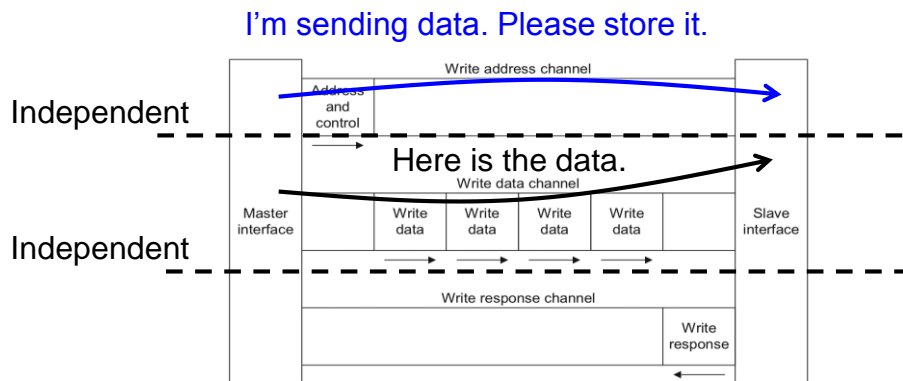 I'm sending data. Please store it.
Write address channel
Independent
Address
and
control
Here is the data.
Write data channel
Master
interface
Write
data
Write
data
Write
data
Write
data
Slave
interface
Independent
Write response channel
Write
response